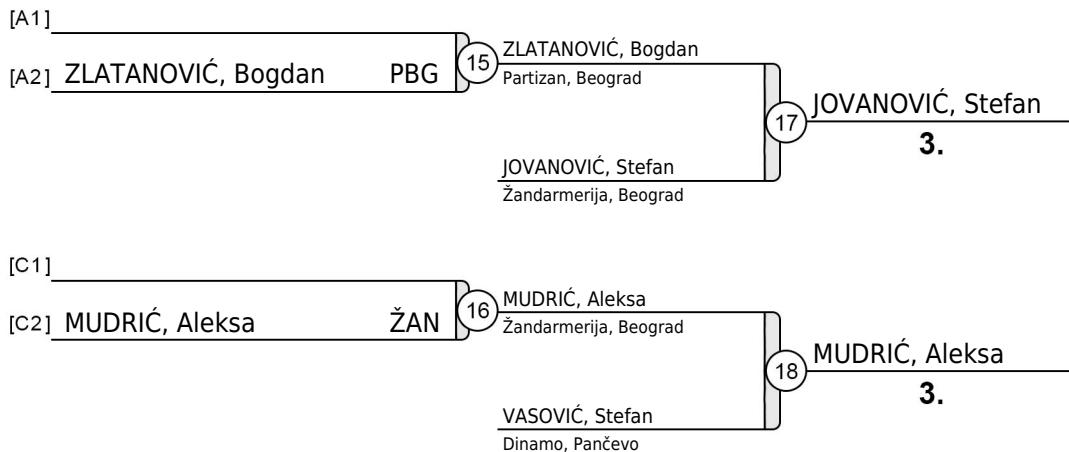 [A1]
[A2] ZLATANOVIĆ, Bogdan PBG
15
ZLATANOVIĆ, Bogdan
Partizan, Beograd
17
JOVANOVIĆ, Stefan
3.
JOVANOVIĆ, Stefan
Žandarmerija, Beograd
[C1]
[C2] MUDRIĆ, Aleksa ŽAN
16
MUDRIĆ, Aleksa
Žandarmerija, Beograd
18
MUDRIĆ, Aleksa
3.
VASOVIĆ, Stefan
Dinamo, Pančevo